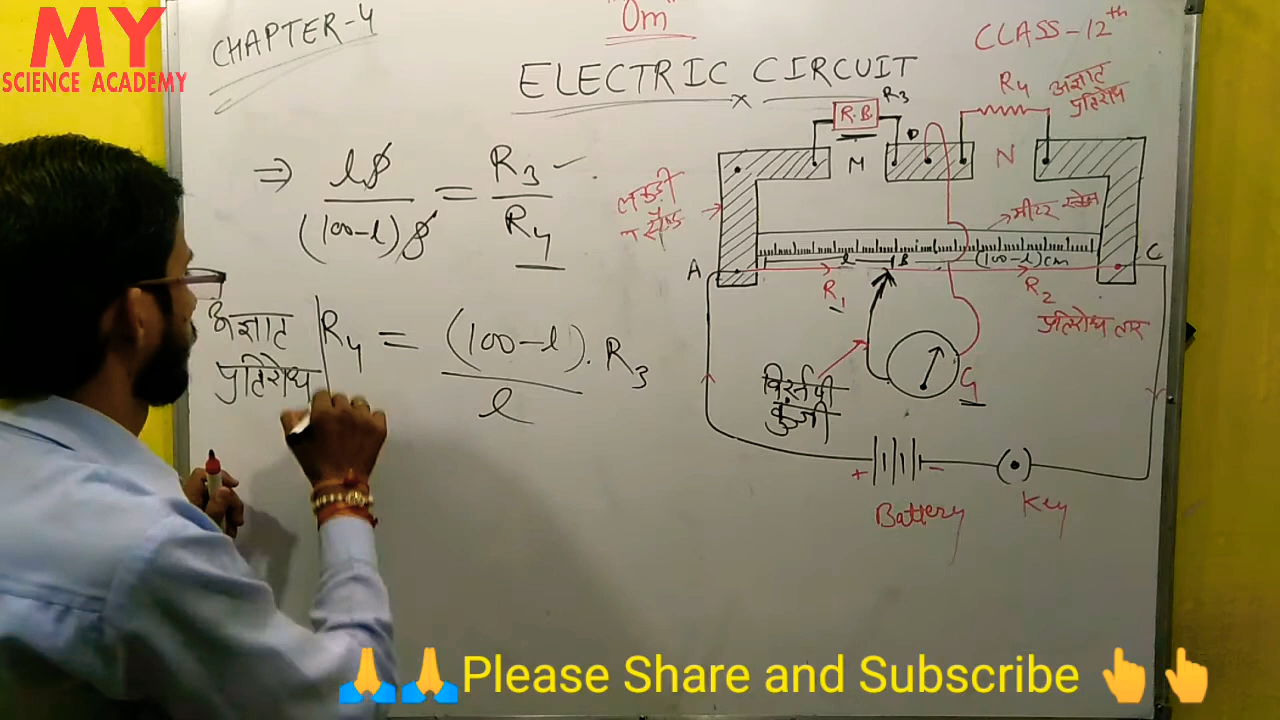 MY
SCIENCE ACADEMY
CHAPTER-4
Om
CLASS-12th
ELECTRIC CIRCUIT
⇒ lρ/(100-l)ρ = R3/R4
अज्ञात प्रतिरोध R4 = (100-l).R3/l
R.B. R3
R4 अज्ञात
प्रतिरोध
D
M N
लकड़ी
मीटर स्केल
A l B (100-l)cm C
R1 R2
प्रतिरोध तार
G
विसर्पी
कुंजी
+ -
Battery Key
Please Share and Subscribe